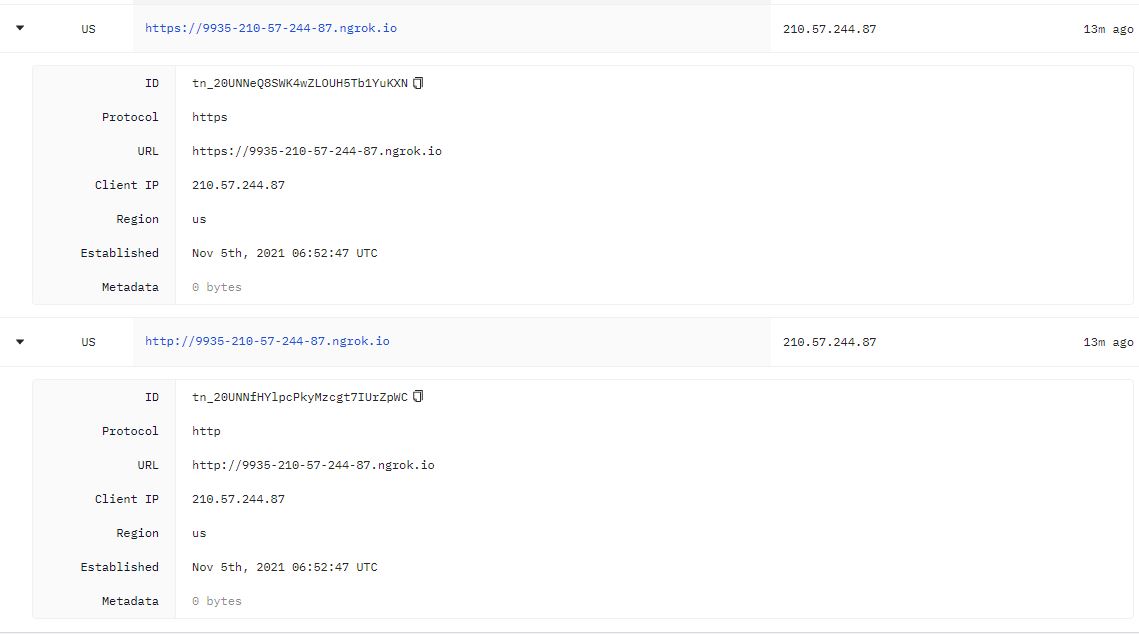 US https://9935-210-57-244-87.ngrok.io 210.57.244.87 13m ago
ID tn_20UNNeQ8SWK4wZLOUH5Tb1YuKXN
Protocol https
URL https://9935-210-57-244-87.ngrok.io
Client IP 210.57.244.87
Region us
Established Nov 5th, 2021 06:52:47 UTC
Metadata 0 bytes
US http://9935-210-57-244-87.ngrok.io 210.57.244.87 13m ago
ID tn_20UNNfHYlpcPkyMzcgt7IUrZpWC
Protocol http
URL http://9935-210-57-244-87.ngrok.io
Client IP 210.57.244.87
Region us
Established Nov 5th, 2021 06:52:47 UTC
Metadata 0 bytes